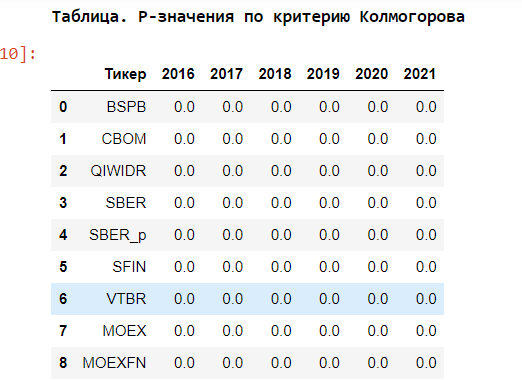 Таблица. P-значения по критерию Колмогорова
10]:
Тикер 2016 2017 2018 2019 2020 2021
0 BSPB 0.0 0.0 0.0 0.0 0.0 0.0
1 CBOM 0.0 0.0 0.0 0.0 0.0 0.0
2 QIWIDR 0.0 0.0 0.0 0.0 0.0 0.0
3 SBER 0.0 0.0 0.0 0.0 0.0 0.0
4 SBER_p 0.0 0.0 0.0 0.0 0.0 0.0
5 SFIN 0.0 0.0 0.0 0.0 0.0 0.0
6 VTBR 0.0 0.0 0.0 0.0 0.0 0.0
7 MOEX 0.0 0.0 0.0 0.0 0.0 0.0
8 MOEXFN 0.0 0.0 0.0 0.0 0.0 0.0